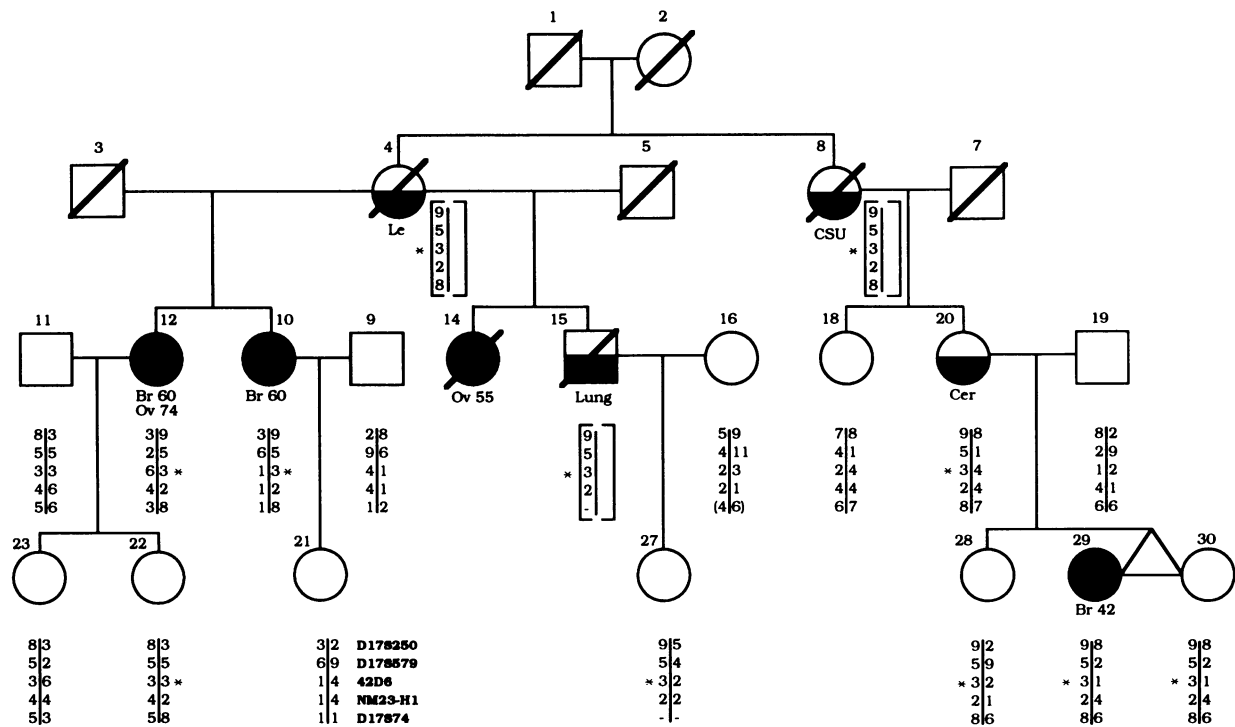 1 2
3 4 5 8 7
Le CSU
9 9
5 5
* 3 * 3
2 2
8 8
11 12 10 9 14 15 16 18 20 19
Br 60 Br 60 Ov 55 Lung Cer
Ov 74
8 3 3 9 3 9 2 8 9 5 9 7 8 9 8 8 2
5 5 2 5 6 5 9 6 5 4 11 4 1 5 1 2 9
3 3 6 3 * 1 3 * 4 1 * 3 2 3 2 4 * 3 4 1 2
4 6 4 2 1 2 4 1 2 2 1 4 4 2 4 4 1
5 6 3 8 1 8 1 2 - (4 6) 6 7 8 7 6 6
23 22 21 27 28 29 30
Br 42
8 3 8 3 3 2 D17S250 9 5 9 2 9 8 9 8
5 2 5 5 6 9 D17S579 5 4 5 9 5 2 5 2
3 6 3 3 * 1 4 42D6 * 3 2 * 3 2 * 3 1 * 3 1
4 4 4 2 1 4 NM23-H1 2 2 2 1 2 4 2 4
5 3 5 8 1 1 D17S74 - - 8 6 8 6 8 6